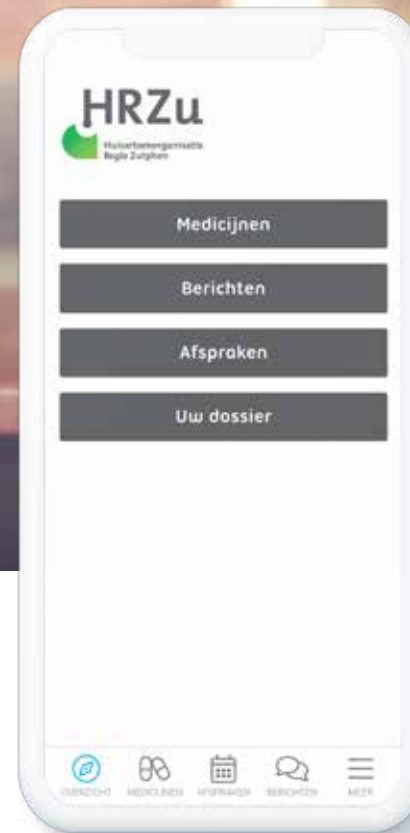 HRZu
Huisartsenorganisatie
Regio Zutphen
Medicijnen
Berichten
Afspraken
Uw dossier
OVERZICHT
MEDICIJNEN
AFSPRAKEN
BERICHTEN
MEER